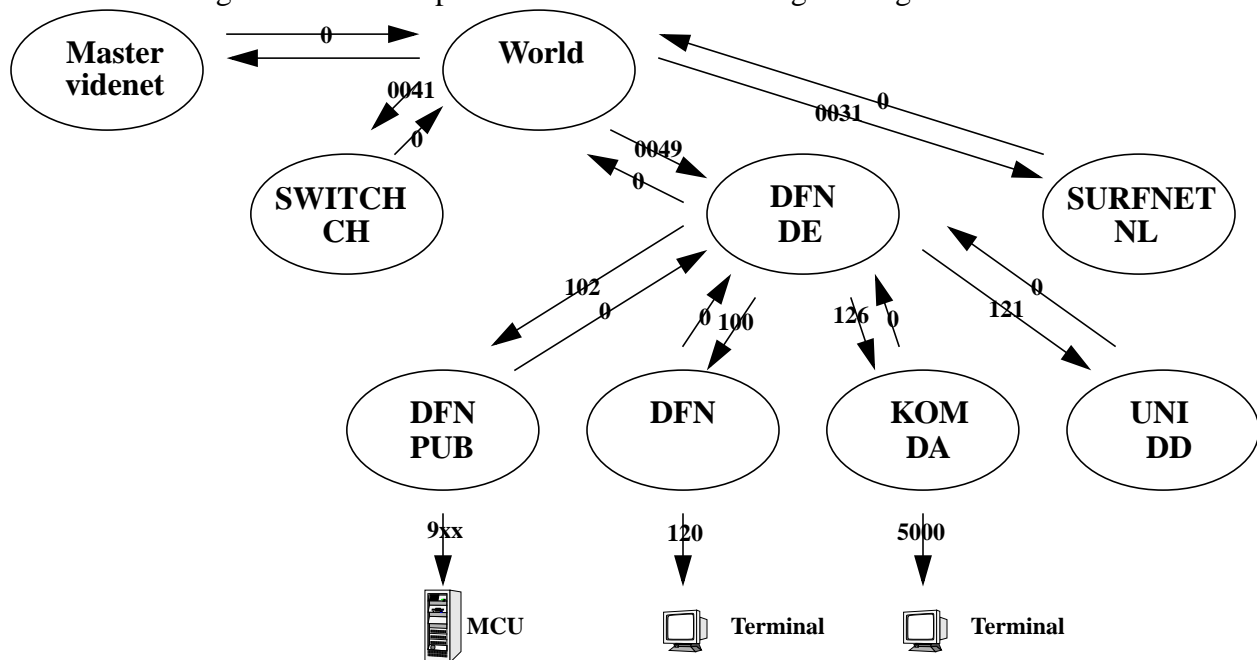 Master
videnet
0
World
0041
0
0049
0
0
0031
SWITCH
CH
DFN
DE
SURFNET
NL
102
0
0
100
126
0
0
121
DFN
PUB
DFN
KOM
DA
UNI
DD
9xx
120
5000
MCU
Terminal
Terminal